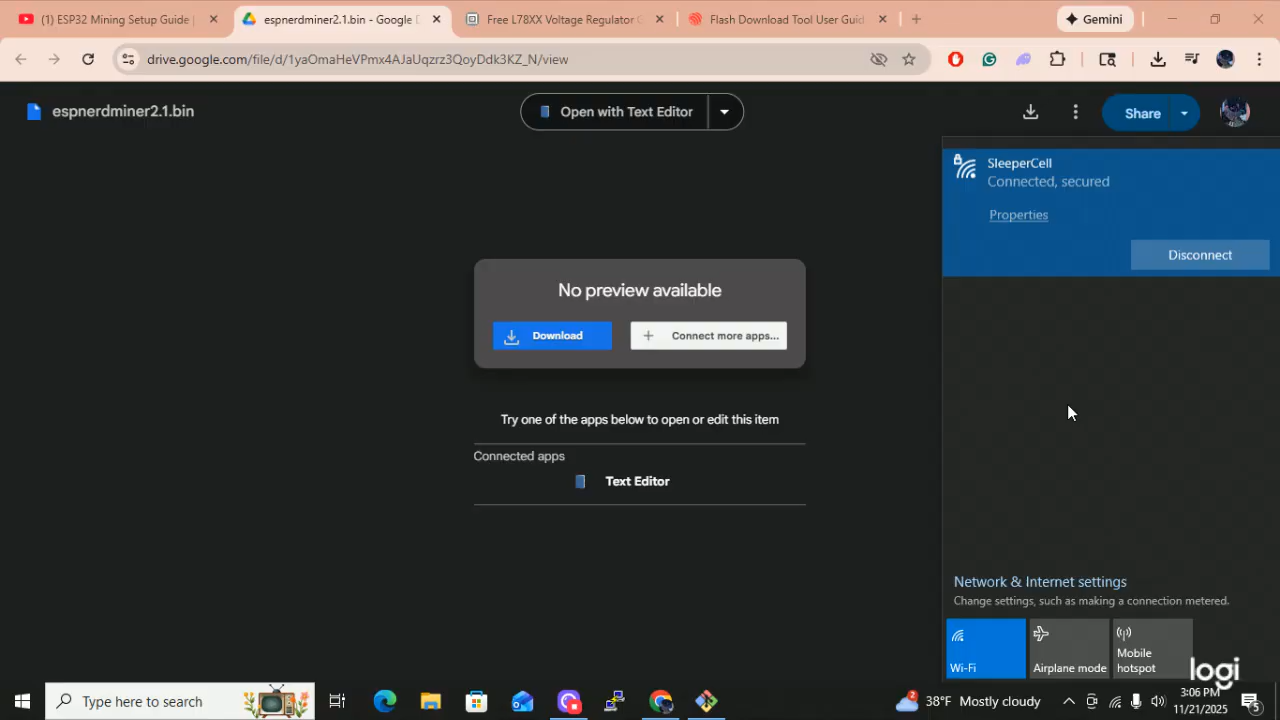 (1) ESP32 Mining Setup Guide |
espnerdminer2.1.bin - Google D
Free L78XX Voltage Regulator C
Flash Download Tool User Guid
Gemini
drive.google.com/file/d/1yaOmaHeVPmx4AJaUqzrz3QoyDdk3KZ_N/view
espnerdminer2.1.bin
Open with Text Editor
Share
SleeperCell
Connected, secured
Properties
Disconnect
No preview available
Download
Connect more apps...
Try one of the apps below to open or edit this item
Connected apps
Text Editor
Network & Internet settings
Change settings, such as making a connection metered.
Wi-Fi
Airplane mode
Mobile
hotspot
logi
Type here to search
2
38°F Mostly cloudy
3:06 PM
11/21/2025
5